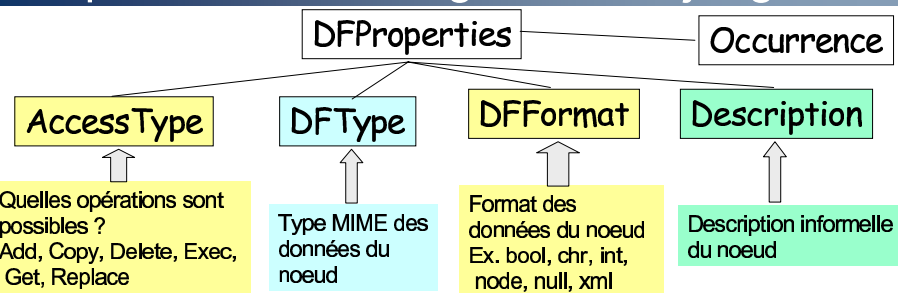 DFProperties
Occurrence
AccessType
DFType
DFFormat
Description
Quelles opérations sont
possibles ?
Add, Copy, Delete, Exec,
Get, Replace
Type MIME des
données du
noeud
Format des
données du noeud
Ex. bool, chr, int,
node, null, xml
Description informelle
du noeud